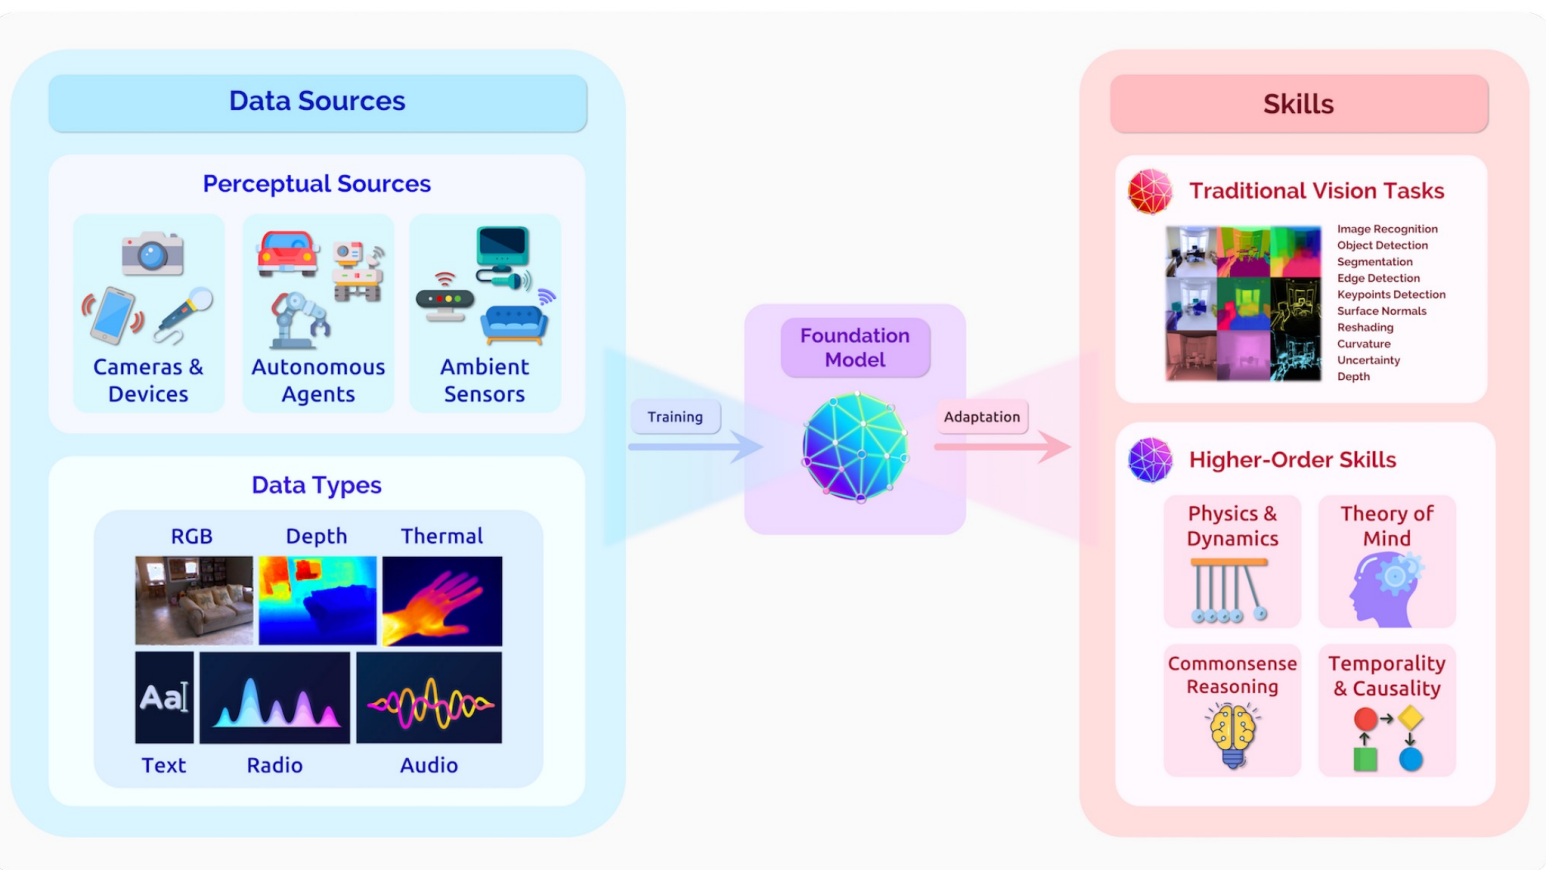 Data Sources
Perceptual Sources
Cameras &
Devices
Autonomous
Agents
Ambient
Sensors
Data Types
RGB
Depth
Thermal
Aa
Text
Radio
Audio
Training
Foundation
Model
Adaptation
Skills
Traditional Vision Tasks
Image Recognition
Object Detection
Segmentation
Edge Detection
Keypoints Detection
Surface Normals
Reshading
Curvature
Uncertainty
Depth
Higher-Order Skills
Physics &
Dynamics
Theory of
Mind
Commonsense
Reasoning
Temporality
& Causality